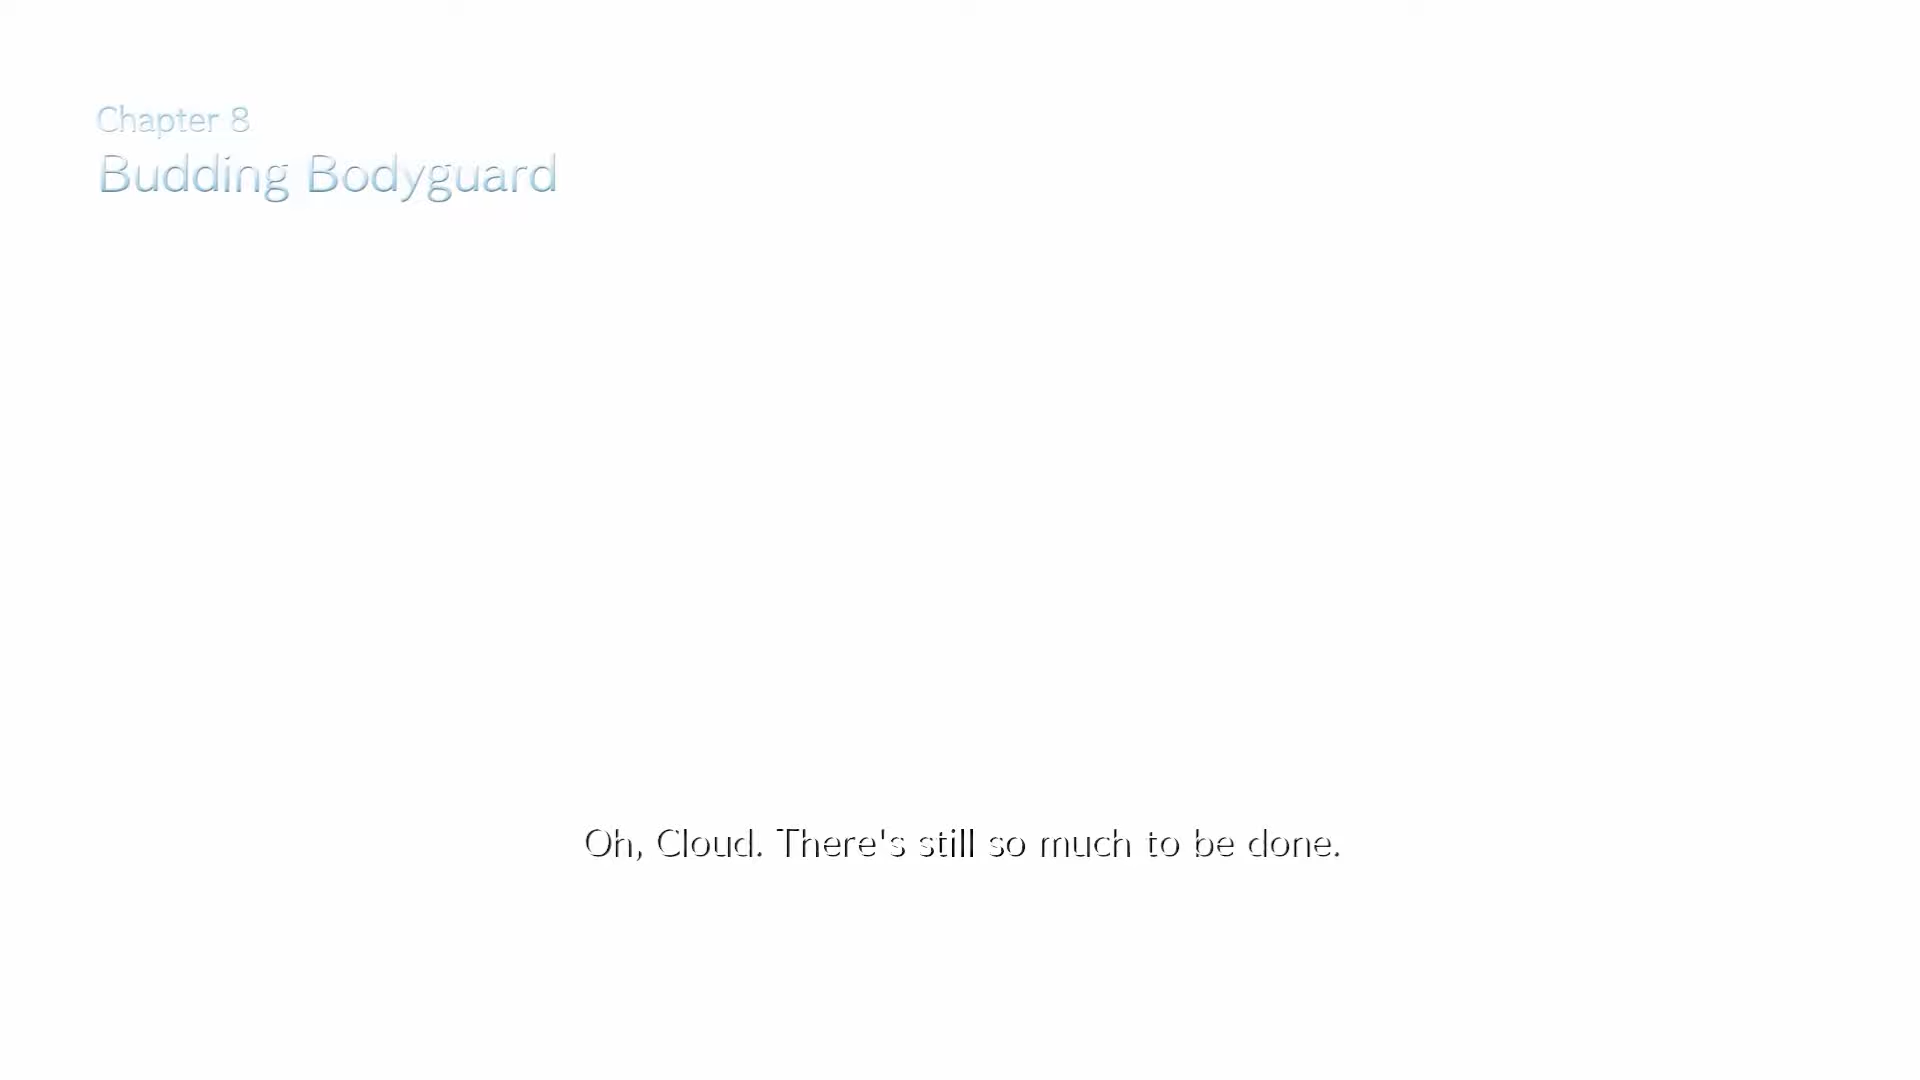 Chapter 8
Budding Bodyguard
Oh, Cloud. There's still so much to be done.